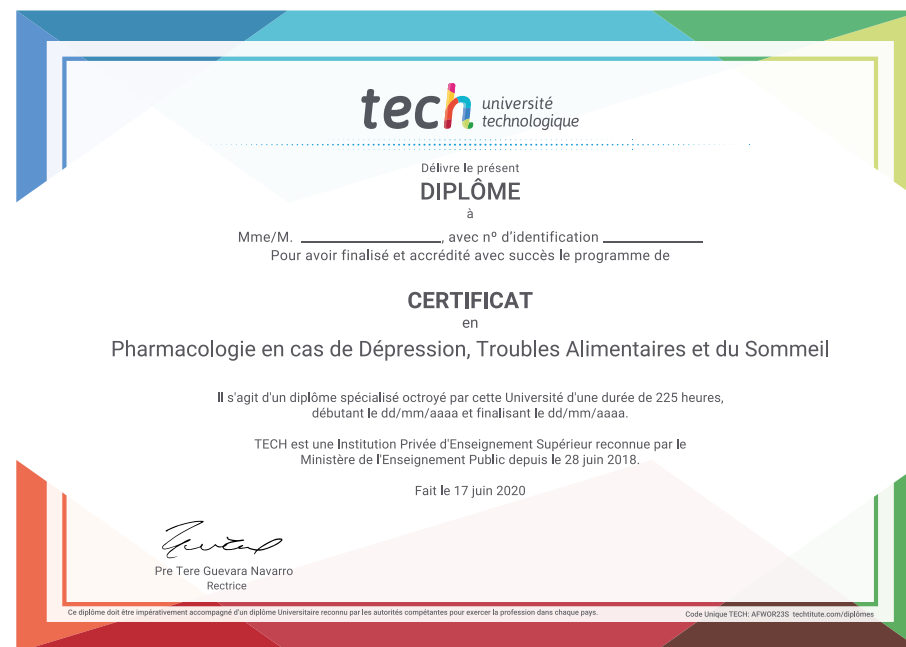 tech université
technologique
Délivre le présent
DIPLÔME
à
Mme/M. ____________________, avec nº d'identification ______________
Pour avoir finalisé et accrédité avec succès le programme de
CERTIFICAT
en
Pharmacologie en cas de Dépression, Troubles Alimentaires et du Sommeil
Il s'agit d'un diplôme spécialisé octroyé par cette Université d'une durée de 225 heures,
débutant le dd/mm/aaaa et finalisant le dd/mm/aaaa.
TECH est une Institution Privée d'Enseignement Supérieur reconnue par le
Ministère de l'Enseignement Public depuis le 28 juin 2018.
Fait le 17 juin 2020
Pre Tere Guevara Navarro
Rectrice
Ce diplôme doit être impérativement accompagné d'un diplôme Universitaire reconnu par les autorités compétantes pour exercer la profession dans chaque pays.
Code Unique TECH: AFWOR23S techtitute.com/diplômes